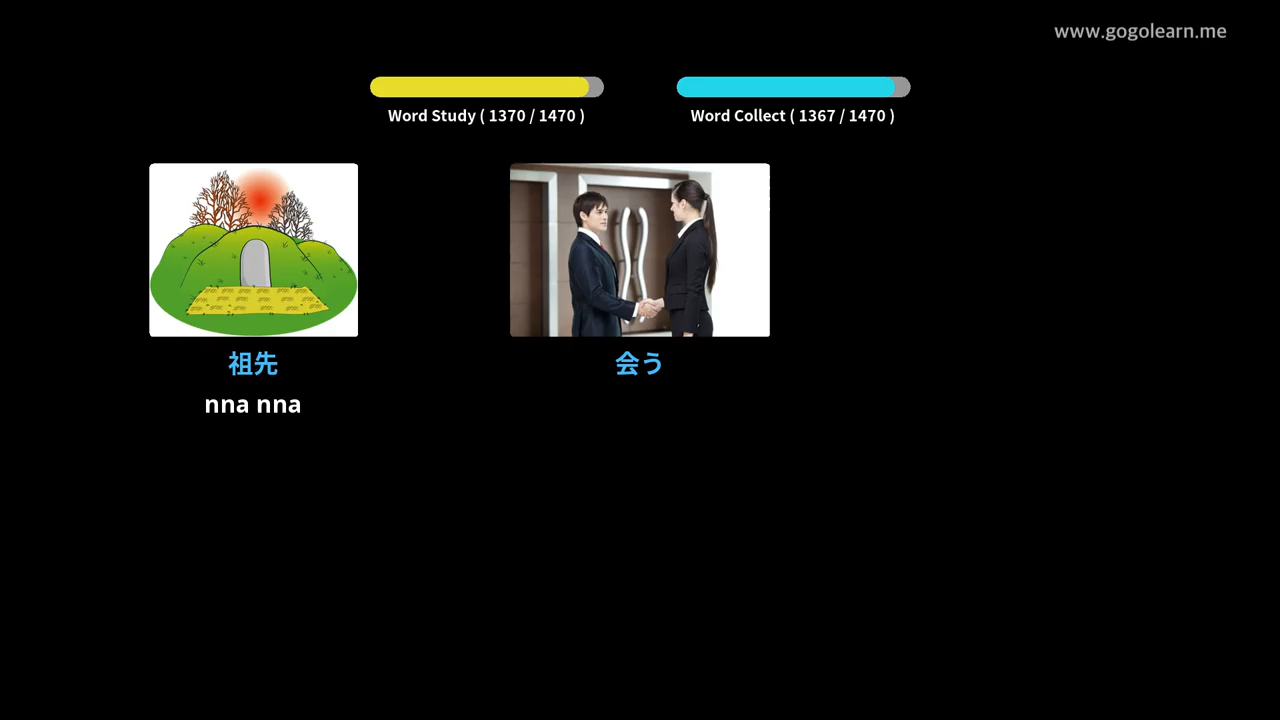 www.gogolearn.me
Word Study ( 1370 / 1470 )
Word Collect ( 1367 / 1470 )
祖先
会う
nna nna